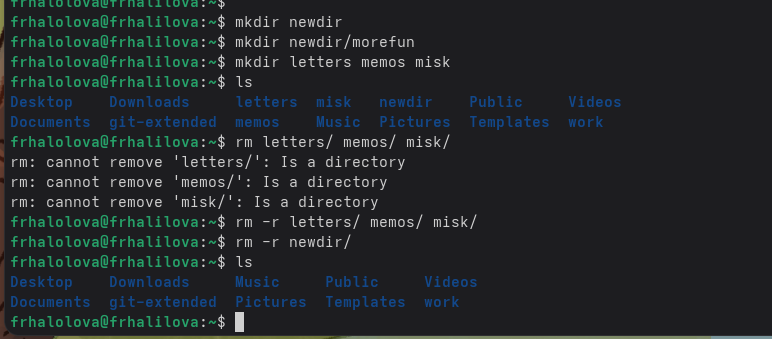 frhalolova@frhalilova:~$
frhalolova@frhalilova:~$ mkdir newdir
frhalolova@frhalilova:~$ mkdir newdir/morefun
frhalolova@frhalilova:~$ mkdir letters memos misk
frhalolova@frhalilova:~$ ls
Desktop Downloads letters misk newdir Public Videos
Documents git-extended memos Music Pictures Templates work
frhalolova@frhalilova:~$ rm letters/ memos/ misk/
rm: cannot remove 'letters/': Is a directory
rm: cannot remove 'memos/': Is a directory
rm: cannot remove 'misk/': Is a directory
frhalolova@frhalilova:~$ rm -r letters/ memos/ misk/
frhalolova@frhalilova:~$ rm -r newdir/
frhalolova@frhalilova:~$ ls
Desktop Downloads Music Public Videos
Documents git-extended Pictures Templates work
frhalolova@frhalilova:~$